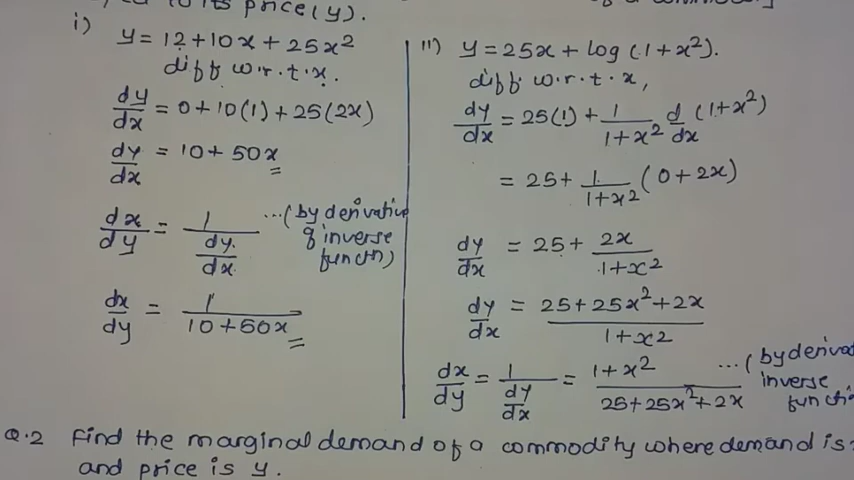 its price (y).
i) y = 12 + 10x + 25x²
diff w.r.t. x.
dy/dx = 0 + 10(1) + 25(2x)
dy/dx = 10 + 50x
dx/dy = 1/(dy/dx) ...(by derivative
of inverse
functn)
dx/dy = 1/(10 + 50x)
ii) y = 25x + log (1 + x²).
diff w.r.t. x,
dy/dx = 25(1) + 1/(1 + x²) d/dx (1 + x²)
= 25 + 1/(1 + x²) (0 + 2x)
dy/dx = 25 + 2x/(1 + x²)
dy/dx = (25 + 25x² + 2x)/(1 + x²)
dx/dy = 1/(dy/dx) = (1 + x²)/(25 + 25x² + 2x) ...(by deriva
inverse
functi
Q.2 Find the marginal demand of a commodity where demand is
and price is y.